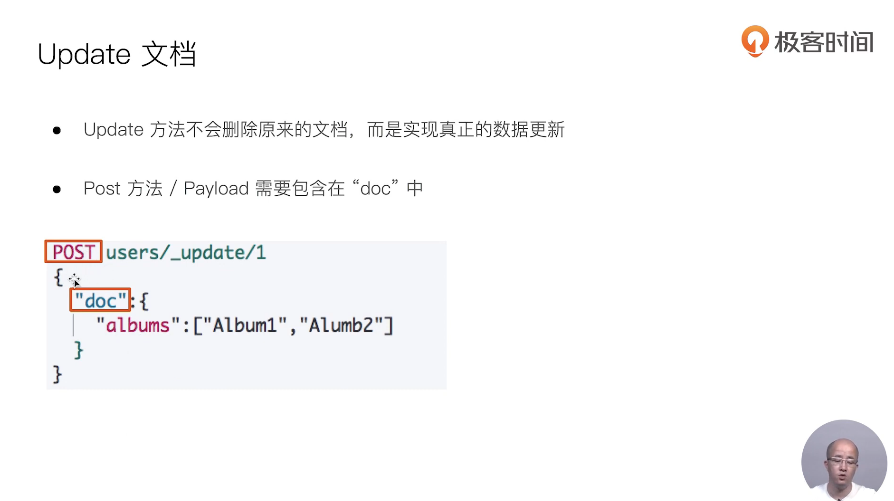 Update 文档
极客时间
● Update 方法不会删除原来的文档，而是实现真正的数据更新
● Post 方法 / Payload 需要包含在 “doc” 中
POST users/_update/1
{
"doc":{
"albums":["Album1","Alumb2"]
}
}